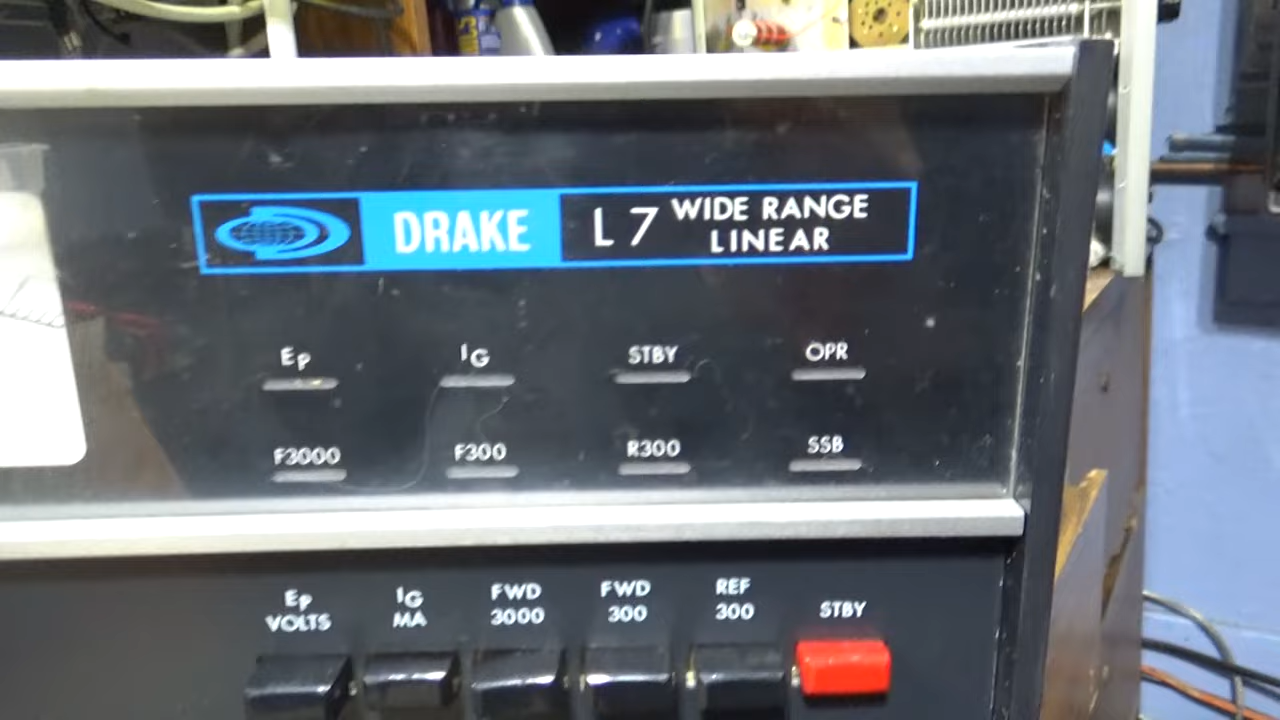 DRAKE L 7 WIDE RANGE
LINEAR
EP IG STBY OPR
F3000 F300 R300 SSB
EP IG FWD FWD REF
VOLTS MA 3000 300 300 STBY